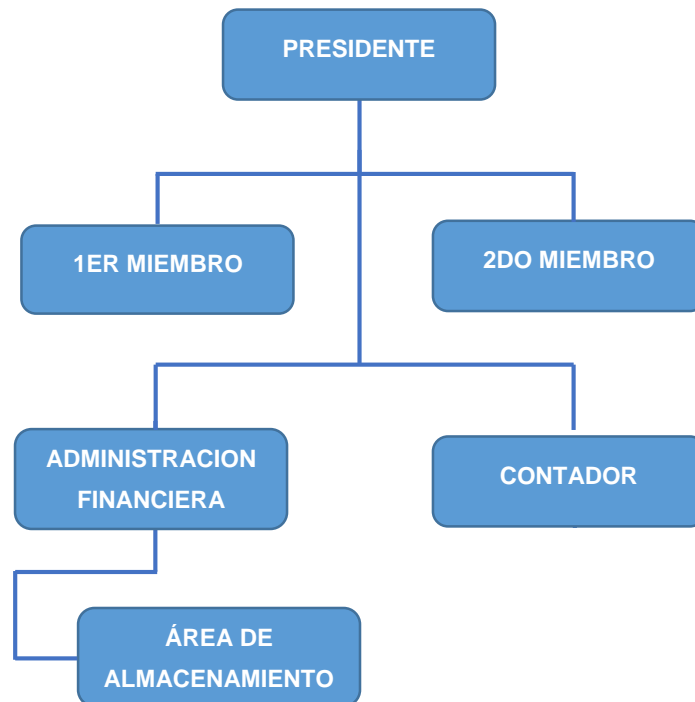 PRESIDENTE
1ER MIEMBRO
2DO MIEMBRO
ADMINISTRACION
FINANCIERA
CONTADOR
ÁREA DE
ALMACENAMIENTO